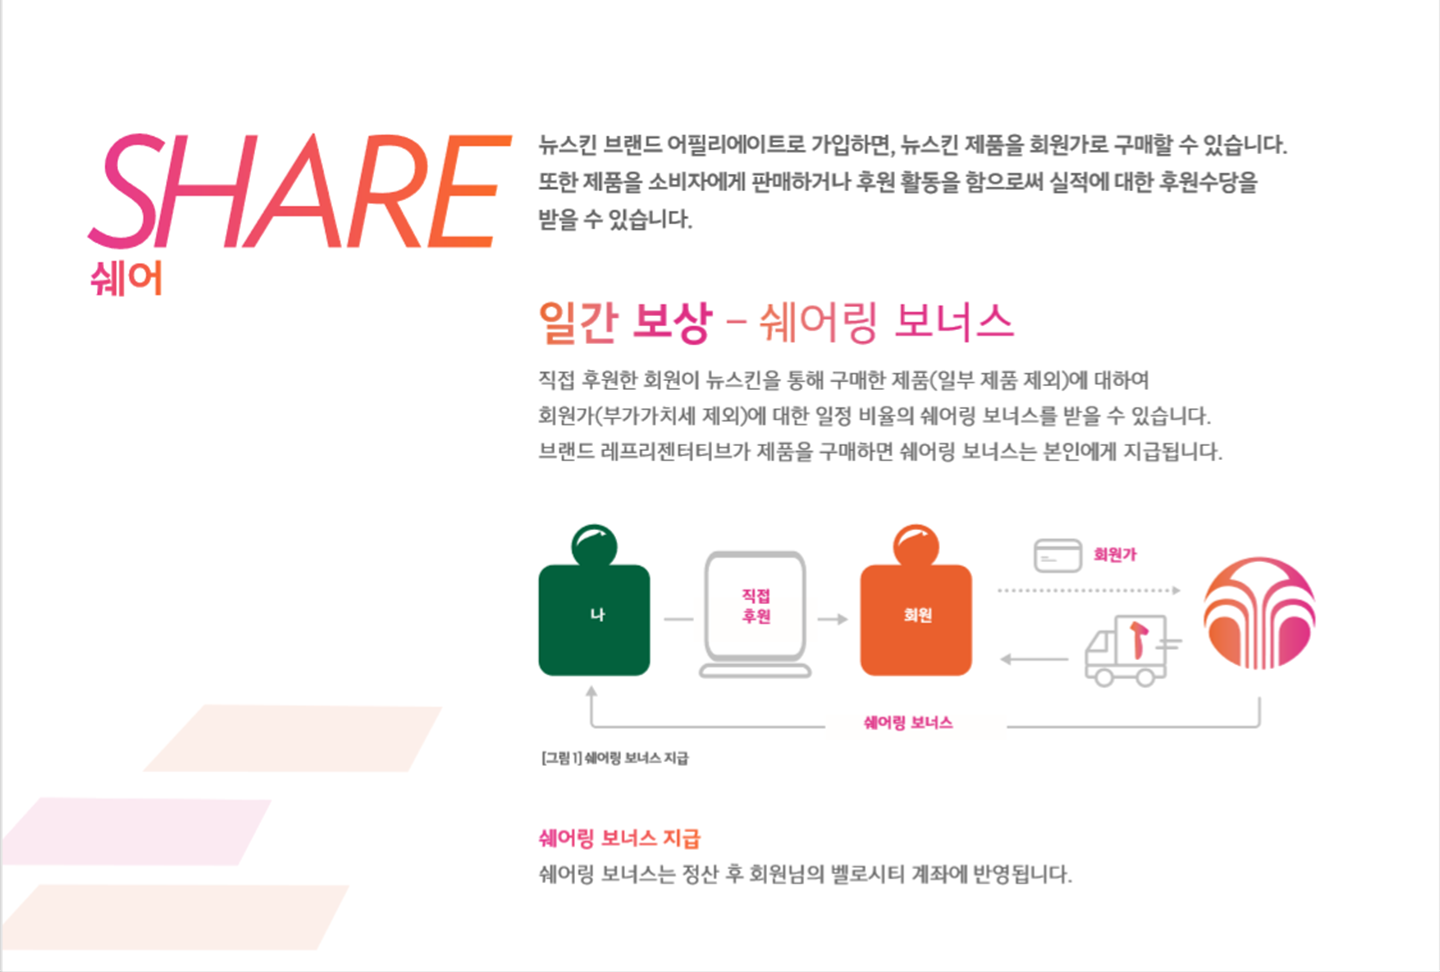 SHARE
쉐어
뉴스킨 브랜드 어필리에이트로 가입하면, 뉴스킨 제품을 회원가로 구매할 수 있습니다.
또한 제품을 소비자에게 판매하거나 후원 활동을 함으로써 실적에 대한 후원수당을
받을 수 있습니다.
일간 보상 – 쉐어링 보너스
직접 후원한 회원이 뉴스킨을 통해 구매한 제품(일부 제품 제외)에 대하여
회원가(부가가치세 제외)에 대한 일정 비율의 쉐어링 보너스를 받을 수 있습니다.
브랜드 레프리젠터티브가 제품을 구매하면 쉐어링 보너스는 본인에게 지급됩니다.
나
직접
후원
회원
회원가
쉐어링 보너스
[그림 1] 쉐어링 보너스 지급
쉐어링 보너스 지급
쉐어링 보너스는 정산 후 회원님의 벨로시티 계좌에 반영됩니다.